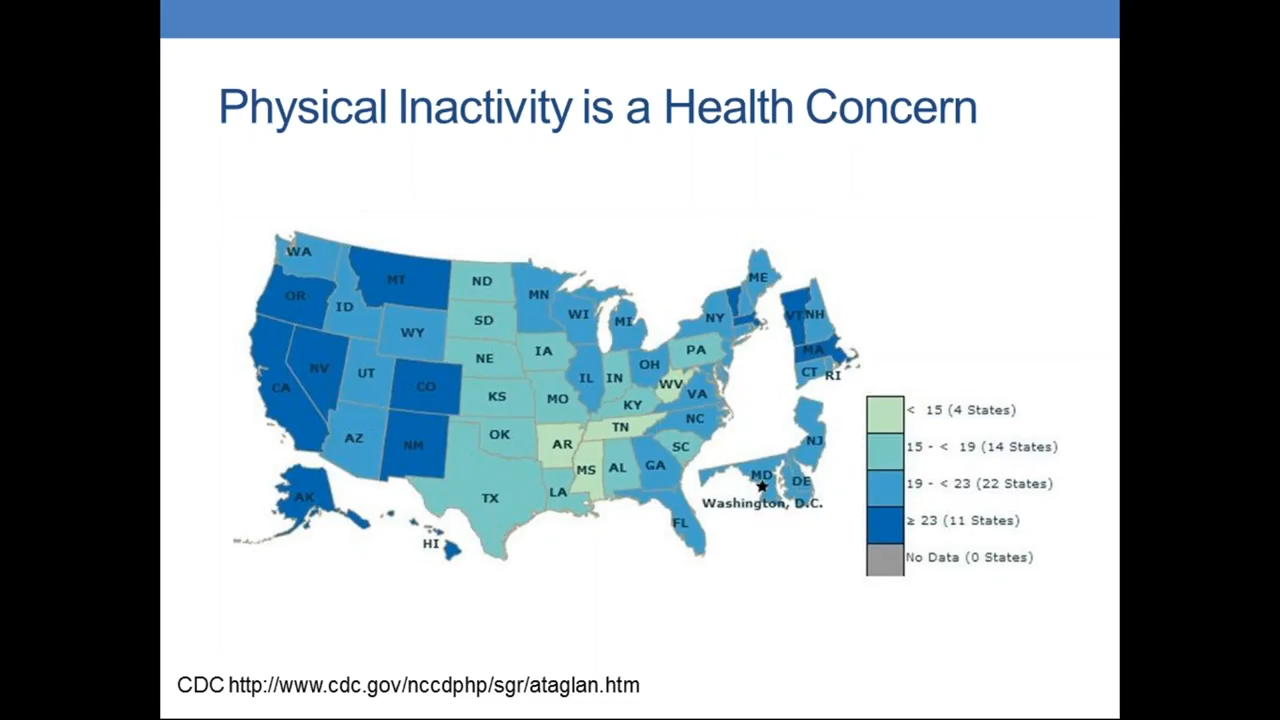 Physical Inactivity is a Health Concern
WA
MT
ND
MN
ME
OR
ID
SD
WI
MI
NY
VT
NH
WY
MA
NE
IA
PA
CT
RI
NV
UT
CO
IL
IN
OH
WV
VA
CA
KS
MO
KY
NC
AZ
NM
OK
AR
TN
SC
NJ
TX
LA
MS
AL
GA
MD
DE
Washington, D.C.
FL
AK
HI
< 15 (4 States)
15 - < 19 (14 States)
19 - < 23 (22 States)
≥ 23 (11 States)
No Data (0 States)
CDC http://www.cdc.gov/nccdphp/sgr/ataglan.htm